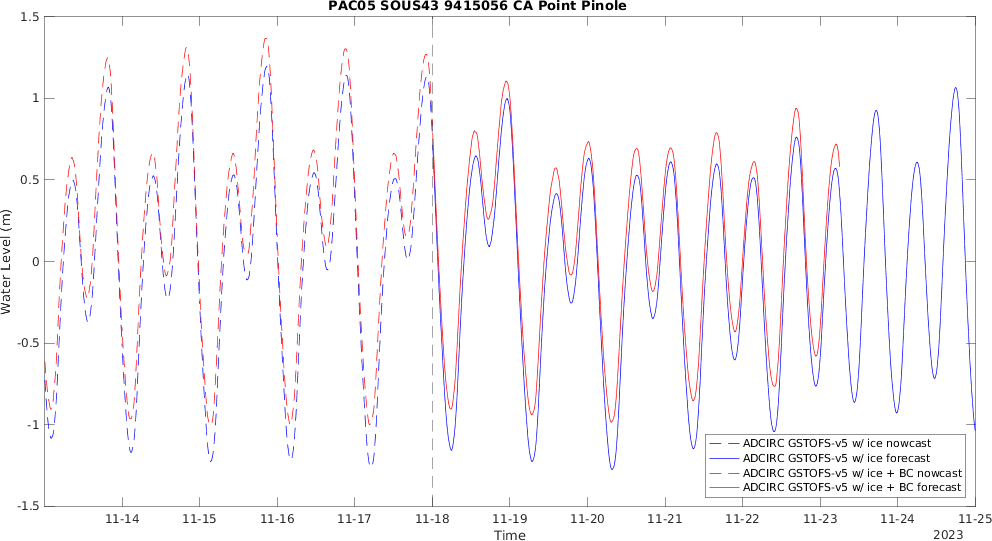 PAC05 SOUS43 9415056 CA Point Pinole
1.5
1
0.5
0
-0.5
-1
-1.5
Water Level (m)
ADCIRC GSTOFS-v5 w/ ice nowcast
ADCIRC GSTOFS-v5 w/ ice forecast
ADCIRC GSTOFS-v5 w/ ice + BC nowcast
ADCIRC GSTOFS-v5 w/ ice + BC forecast
11-14 11-15 11-16 11-17 11-18 11-19 11-20 11-21 11-22 11-23 11-24 11-25
Time
2023